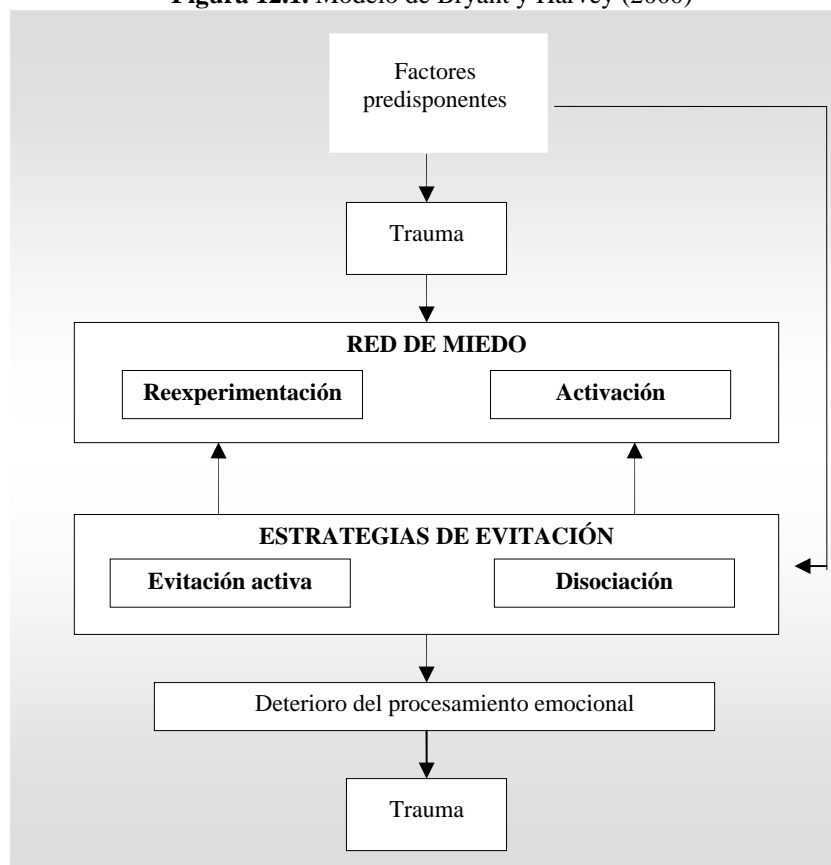 Figura 12.1. Modelo de Bryant y Harvey (2000)
Factores
predisponentes
Trauma
RED DE MIEDO
Reexperimentación
Activación
ESTRATEGIAS DE EVITACIÓN
Evitación activa
Disociación
Deterioro del procesamiento emocional
Trauma